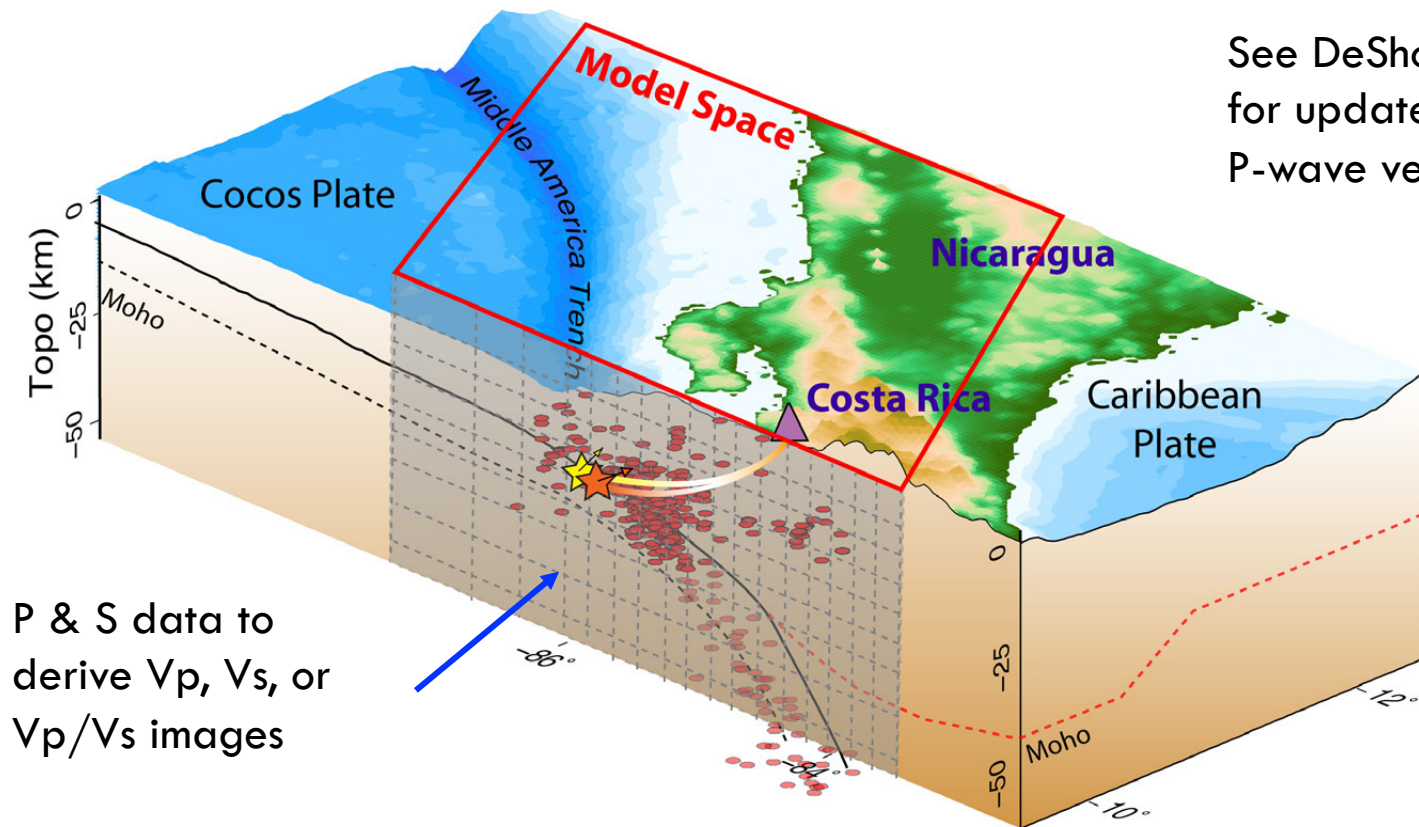 See DeSh
for update
P-wave ve
Model Space
Middle America Trench
Cocos Plate
Nicaragua
Costa Rica
Caribbean
Plate
Topo (km)
0
−25
−50
Moho
P & S data to
derive Vp, Vs, or
Vp/Vs images
−86°
−84°
0
−25
−50
Moho
−12°
−10°